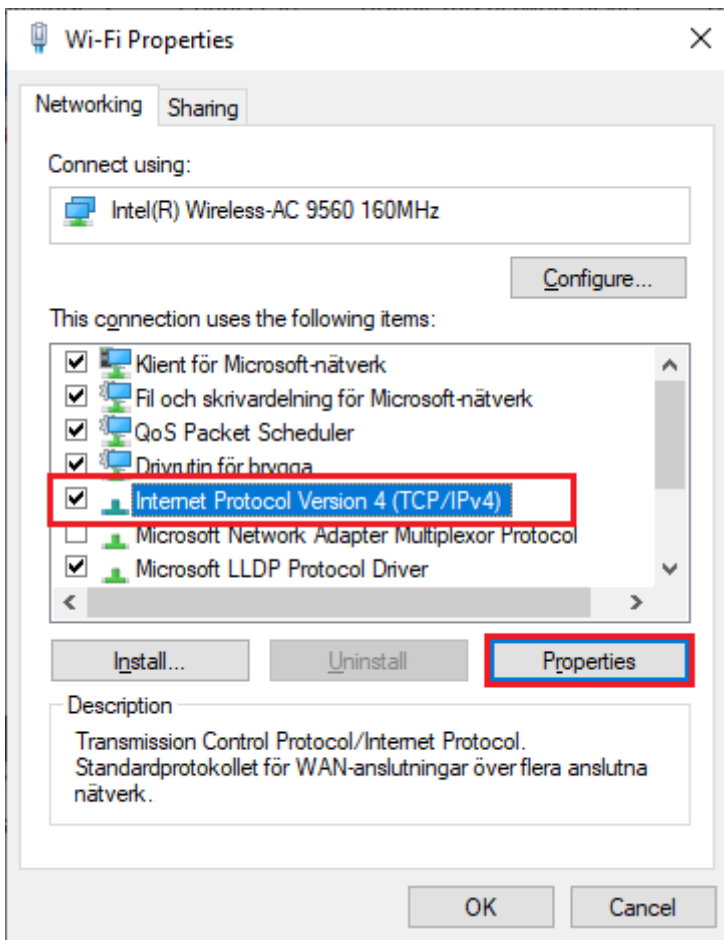 Wi-Fi Properties
Networking
Sharing
Connect using:
Intel(R) Wireless-AC 9560 160MHz
Configure...
This connection uses the following items:
Klient för Microsoft-nätverk
Fil och skrivardelning för Microsoft-nätverk
QoS Packet Scheduler
Drivrutin för brygga
Internet Protocol Version 4 (TCP/IPv4)
Microsoft Network Adapter Multiplexor Protocol
Microsoft LLDP Protocol Driver
Install...
Uninstall
Properties
Description
Transmission Control Protocol/Internet Protocol.
Standardprotokollet för WAN-anslutningar över flera anslutna
nätverk.
OK
Cancel